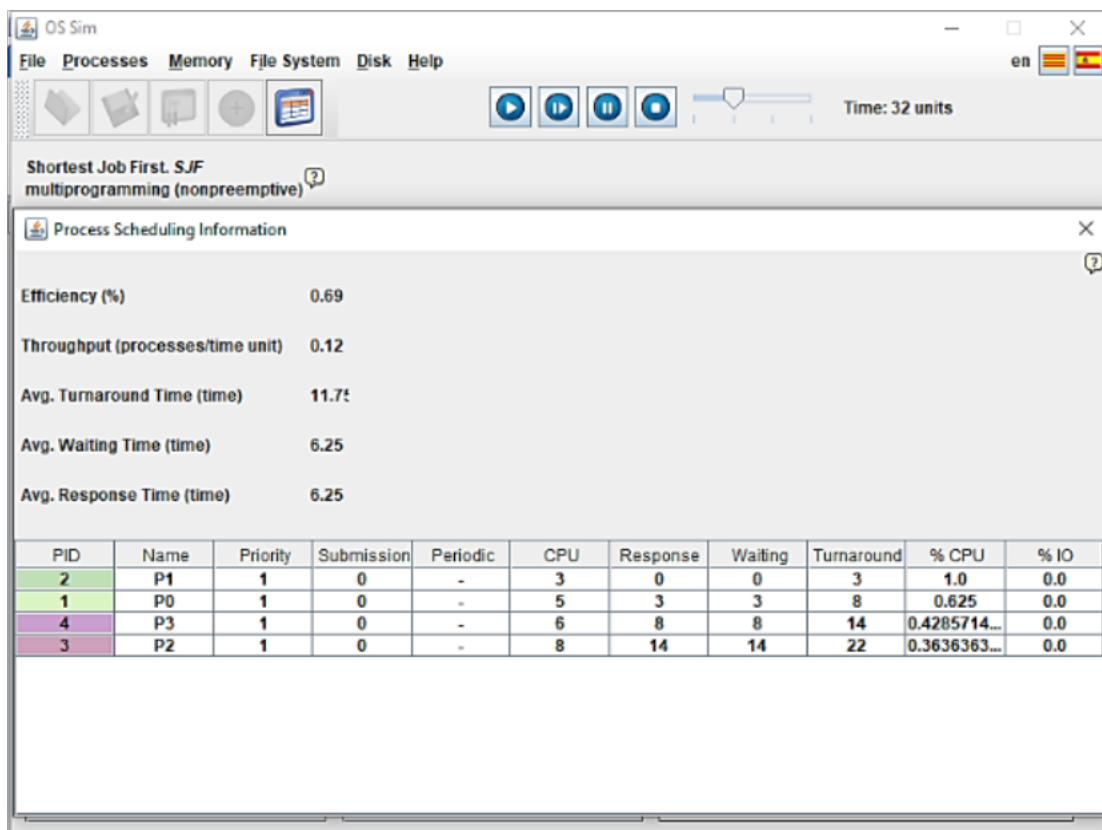 OS Sim
File Processes Memory File System Disk Help en
Time: 32 units
Shortest Job First. SJF
multiprogramming (nonpreemptive) ?
Process Scheduling Information
?
Efficiency (%) 0.69
Throughput (processes/time unit) 0.12
Avg. Turnaround Time (time) 11.75
Avg. Waiting Time (time) 6.25
Avg. Response Time (time) 6.25
PID Name Priority Submission Periodic CPU Response Waiting Turnaround % CPU % IO
2 P1 1 0 - 3 0 0 3 1.0 0.0
1 P0 1 0 - 5 3 3 8 0.625 0.0
4 P3 1 0 - 6 8 8 14 0.4285714... 0.0
3 P2 1 0 - 8 14 14 22 0.3636363... 0.0